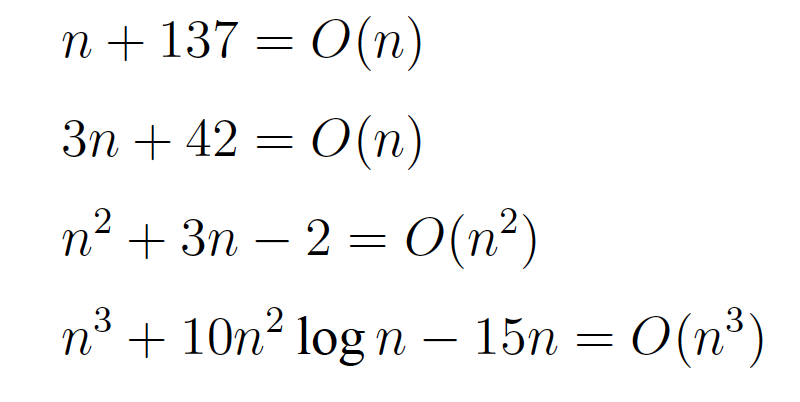 n + 137 = O(n)
3n + 42 = O(n)
n² + 3n − 2 = O(n²)
n³ + 10n² log n − 15n = O(n³)